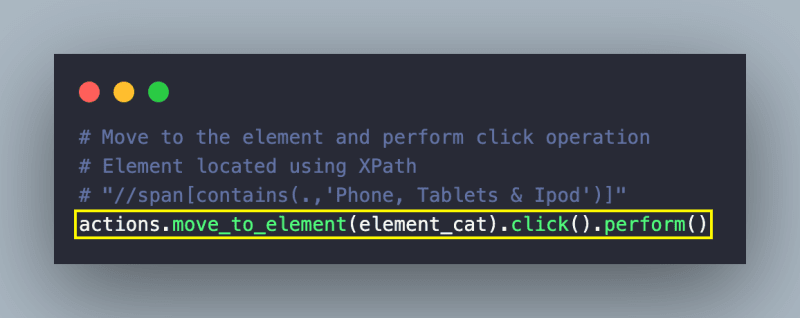 # Move to the element and perform click operation
# Element located using XPath
# "//span[contains(.,'Phone, Tablets & Ipod')]"
actions.move_to_element(element_cat).click().perform()